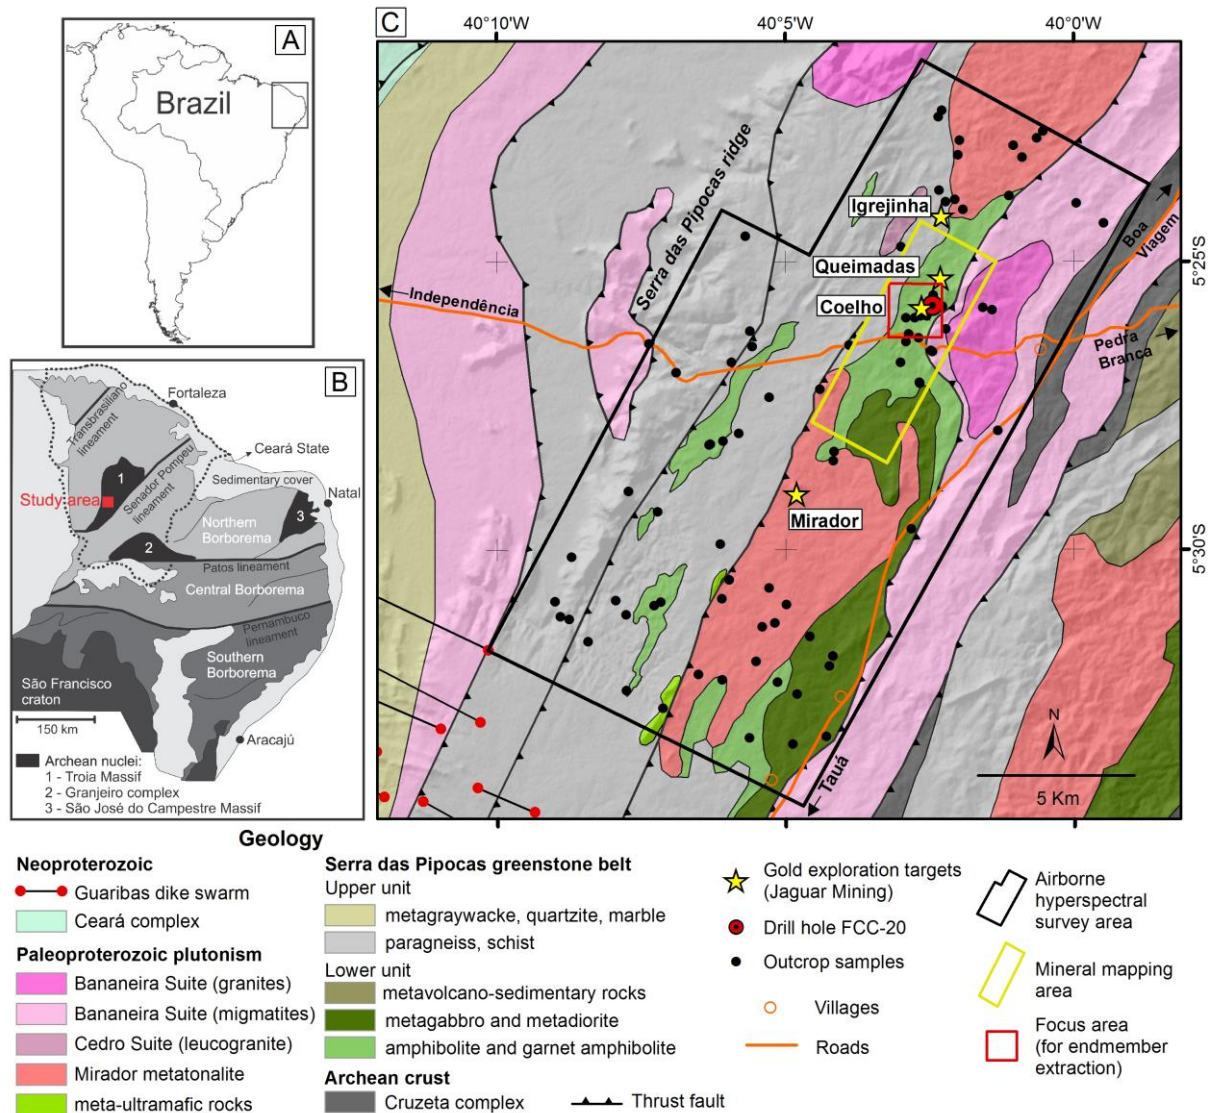 A
Brazil
B
Transbrasiliano
lineament
Fortaleza
Ceará State
Senador Pompeu
lineament
Sedimentary cover
Natal
1
Study area
3
Northern
Borborema
2
Patos lineament
Central Borborema
Pernambuco
lineament
Southern
Borborema
São Francisco
craton
150 km
Aracajú
Archean nuclei:
1 - Troia Massif
2 - Granjeiro complex
3 - São José do Campestre Massif
C
40°10'W
40°5'W
40°0'W
Serra das Pipocas ridge
Igrejinha
Boa
Viagem
Queimadas
5°25'S
Independência
Coelho
Pedra
Branca
Mirador
5°30'S
N
Tauá
5 Km
Geology
Neoproterozoic
Guaribas dike swarm
Ceará complex
Paleoproterozoic plutonism
Bananeira Suite (granites)
Bananeira Suite (migmatites)
Cedro Suite (leucogranite)
Mirador metatonalite
meta-ultramafic rocks
Serra das Pipocas greenstone belt
Upper unit
metagraywacke, quartzite, marble
paragneiss, schist
Lower unit
metavolcano-sedimentary rocks
metagabbro and metadiorite
amphibolite and garnet amphibolite
Archean crust
Cruzeta complex
Thrust fault
Gold exploration targets
(Jaguar Mining)
Drill hole FCC-20
Outcrop samples
Villages
Roads
Airborne
hyperspectral
survey area
Mineral mapping
area
Focus area
(for endmember
extraction)